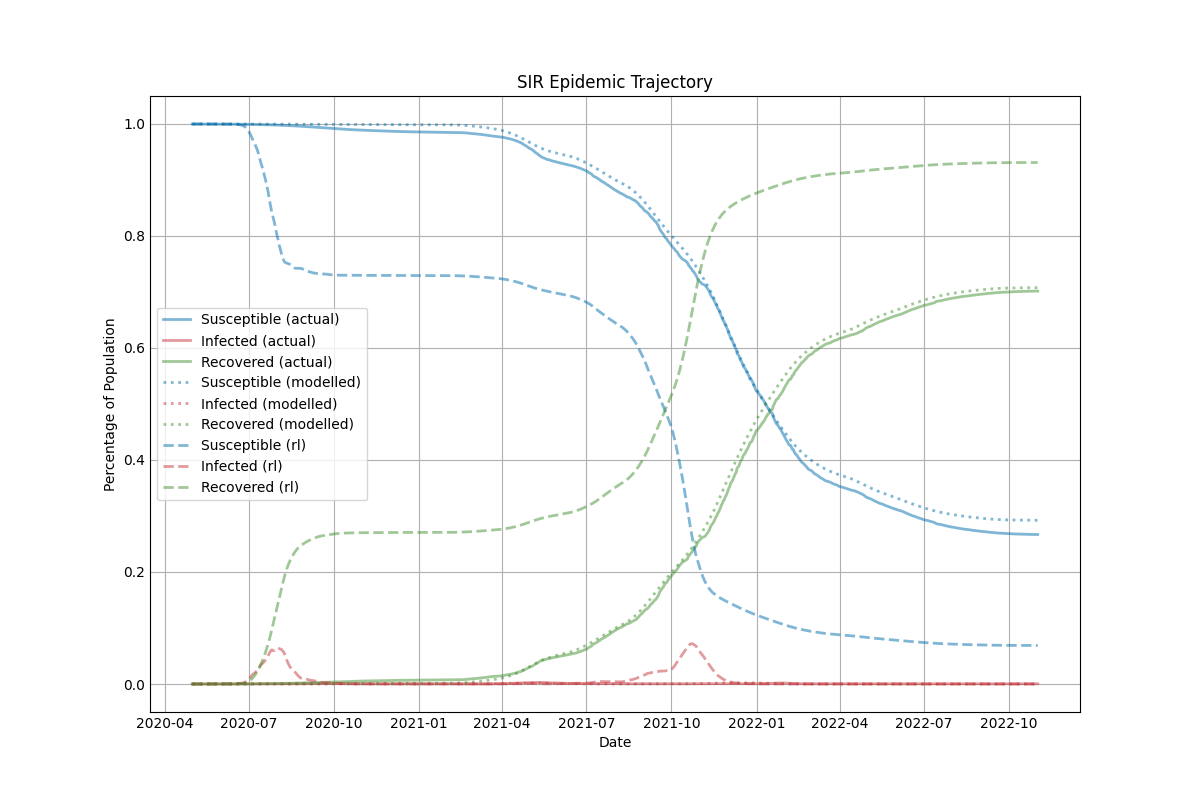 SIR Epidemic Trajectory
Percentage of Population
1.0
0.8
0.6
0.4
0.2
0.0
Susceptible (actual)
Infected (actual)
Recovered (actual)
Susceptible (modelled)
Infected (modelled)
Recovered (modelled)
Susceptible (rl)
Infected (rl)
Recovered (rl)
2020-04 2020-07 2020-10 2021-01 2021-04 2021-07 2021-10 2022-01 2022-04 2022-07 2022-10
Date